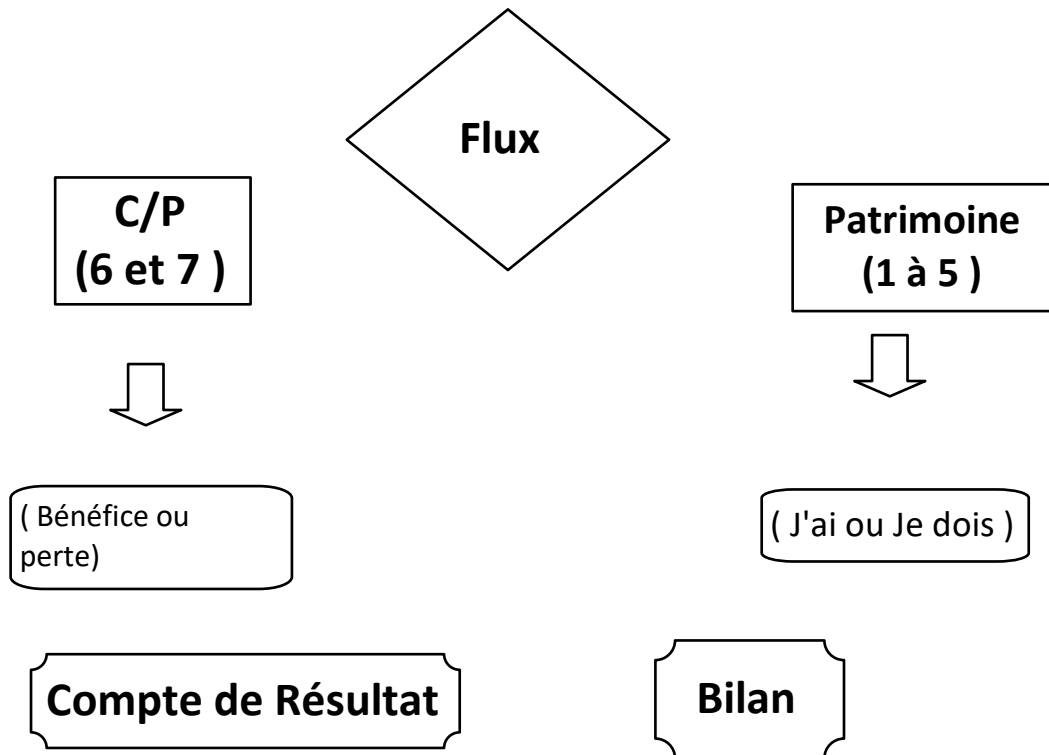 Flux
C/P
(6 et 7 )
Patrimoine
(1 à 5 )
( Bénéfice ou
perte)
( J'ai ou Je dois )
Compte de Résultat
Bilan